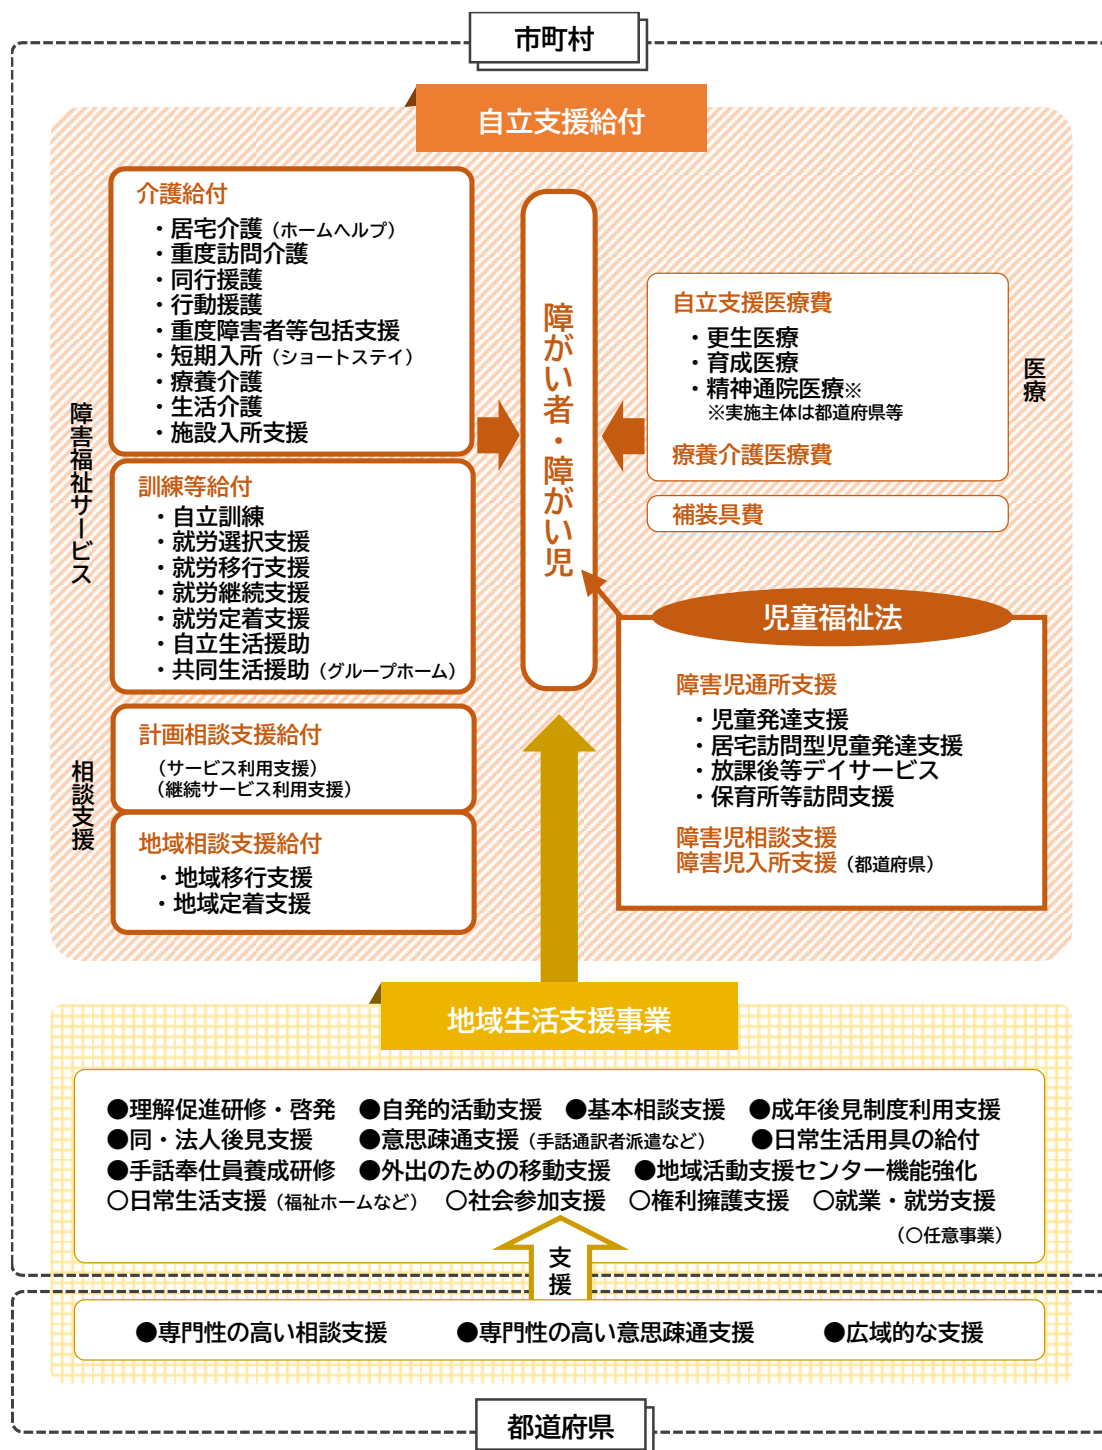 市町村
自立支援給付
障害福祉サービス
介護給付
・居宅介護（ホームヘルプ）
・重度訪問介護
・同行援護
・行動援護
・重度障害者等包括支援
・短期入所（ショートステイ）
・療養介護
・生活介護
・施設入所支援
訓練等給付
・自立訓練
・就労選択支援
・就労移行支援
・就労継続支援
・就労定着支援
・自立生活援助
・共同生活援助（グループホーム）
相談支援
計画相談支援給付
（サービス利用支援）
（継続サービス利用支援）
地域相談支援給付
・地域移行支援
・地域定着支援
障がい者・障がい児
医療
自立支援医療費
・更生医療
・育成医療
・精神通院医療※
※実施主体は都道府県等
療養介護医療費
補装具費
児童福祉法
障害児通所支援
・児童発達支援
・居宅訪問型児童発達支援
・放課後等デイサービス
・保育所等訪問支援
障害児相談支援
障害児入所支援（都道府県）
地域生活支援事業
●理解促進研修・啓発 ●自発的活動支援 ●基本相談支援 ●成年後見制度利用支援
●同・法人後見支援 ●意思疎通支援（手話通訳者派遣など） ●日常生活用具の給付
●手話奉仕員養成研修 ●外出のための移動支援 ●地域活動支援センター機能強化
○日常生活支援（福祉ホームなど） ○社会参加支援 ○権利擁護支援 ○就業・就労支援
（○任意事業）
支援
●専門性の高い相談支援 ●専門性の高い意思疎通支援 ●広域的な支援
都道府県